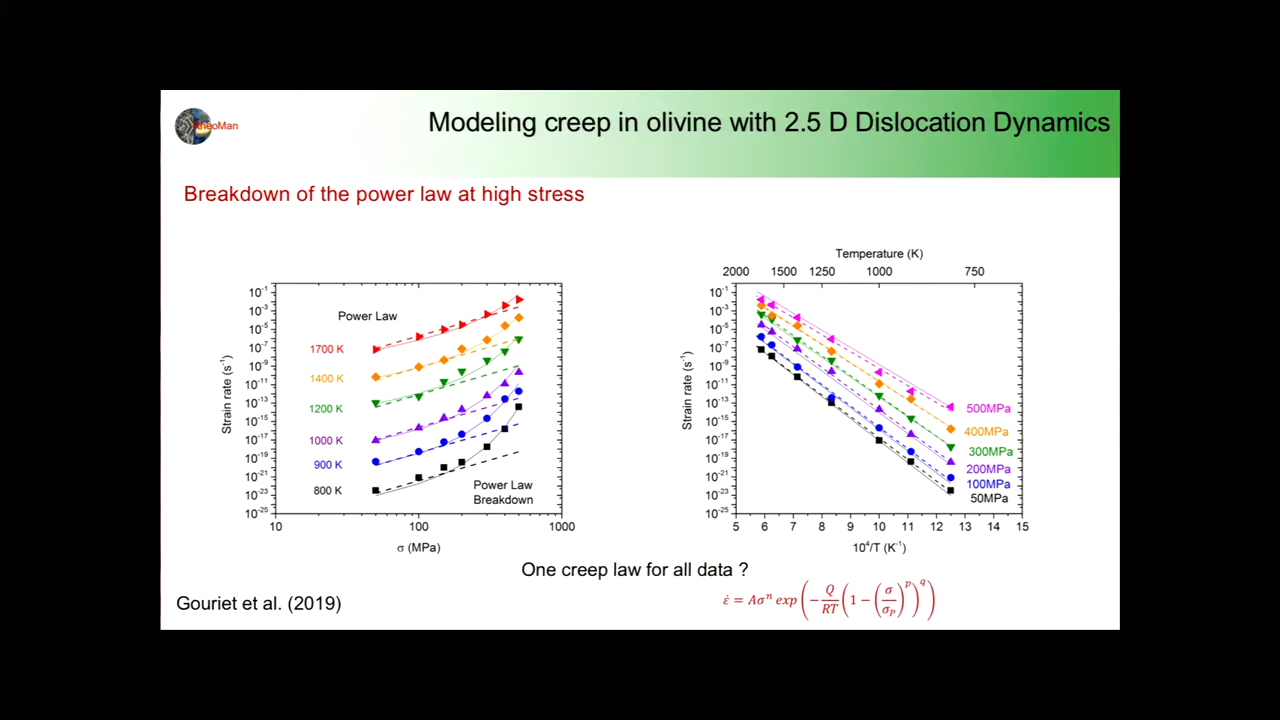 RheoMan
Modeling creep in olivine with 2.5 D Dislocation Dynamics
Breakdown of the power law at high stress
Power Law
1700 K
1400 K
1200 K
1000 K
900 K
800 K
Power Law
Breakdown
Strain rate (s⁻¹)
10⁻¹
10⁻³
10⁻⁵
10⁻⁷
10⁻⁹
10⁻¹¹
10⁻¹³
10⁻¹⁵
10⁻¹⁷
10⁻¹⁹
10⁻²¹
10⁻²³
10⁻²⁵
10 100 1000
σ (MPa)
Temperature (K)
2000 1500 1250 1000 750
Strain rate (s⁻¹)
10⁻¹
10⁻³
10⁻⁵
10⁻⁷
10⁻⁹
10⁻¹¹
10⁻¹³
10⁻¹⁵
10⁻¹⁷
10⁻¹⁹
10⁻²¹
10⁻²³
10⁻²⁵
500MPa
400MPa
300MPa
200MPa
100MPa
50MPa
5 6 7 8 9 10 11 12 13 14 15
10⁴/T (K⁻¹)
One creep law for all data ?
Gouriet et al. (2019)
ε̇ = Aσⁿ exp(−Q/RT(1−(σ/σ_P)^p)^q)